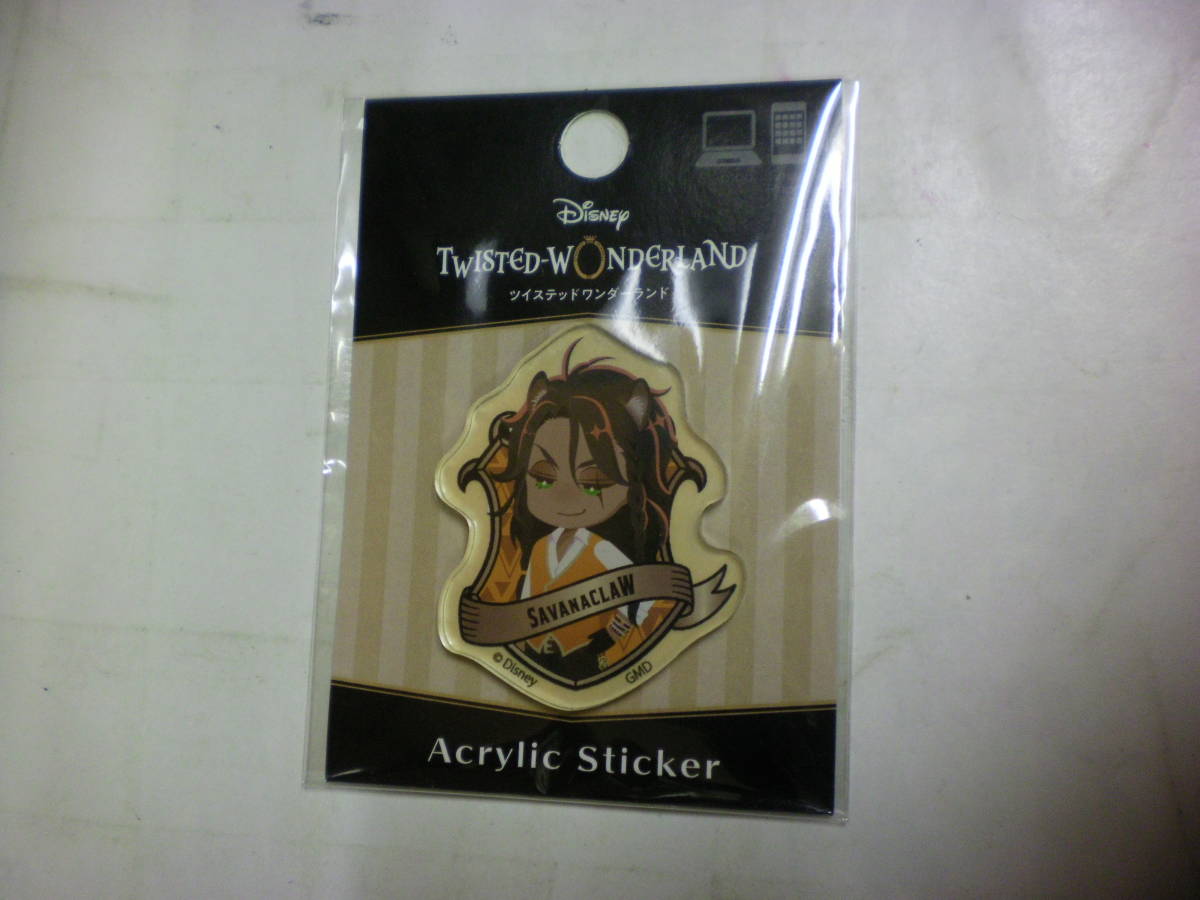 Disney
TWISTED-WONDERLAND
ツイステッドワンダーランド
SAVANACLAW
© Disney
GMD
Acrylic Sticker